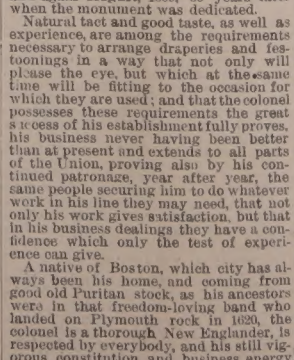 when the monument was dedicated.
Natural tact and good taste, as well as
experience, are among the requirements
necessary to arrange draperies and fes-
toonings in a way that not only will
please the eye, but which at the same
time will be fitting to the occasion for
which they are used; and that the colonel
possesses these requirements the great
success of his establishment fully proves,
his business never having been better
than at present and extends to all parts
of the Union, proving also by his con-
tinued patronage, year after year, the
same people securing him to do whatever
work in his line they may need, that not
only his work gives satisfaction, but that
in his business dealings they have a con-
fidence which only the test of experi-
ence can give.
A native of Boston, which city has al-
ways been his home, and coming from
good old Puritan stock, as his ancestors
were in that freedom-loving band who
landed on Plymouth rock in 1620, the
colonel is a thorough New Englander, is
respected by everybody, and his still vig-
orous constitution and business energy